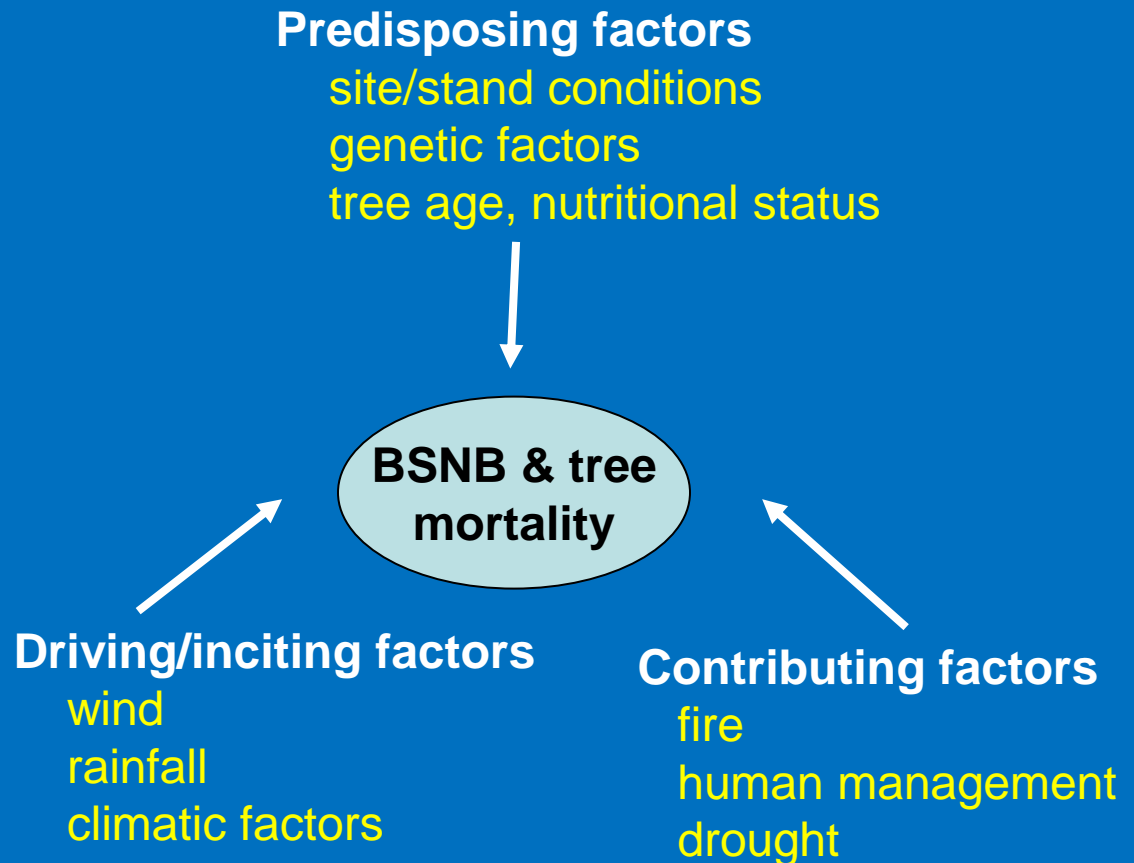 Predisposing factors
site/stand conditions
genetic factors
tree age, nutritional status
BSNB & tree
mortality
Driving/inciting factors
wind
rainfall
climatic factors
Contributing factors
fire
human management
drought